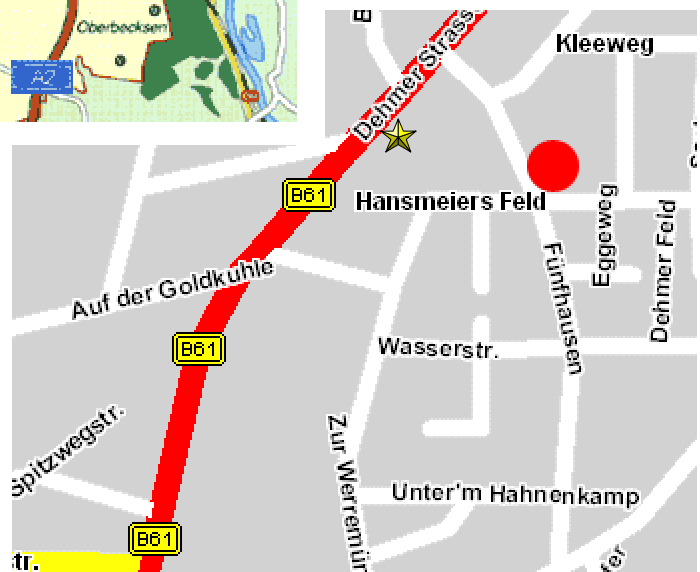 Oberbecksen
A2
Dehmer Strass
Kleeweg
B61
Hansmeiers Feld
Eggeweg
Dehmer Feld
Fünfhausen
Auf der Goldkuhle
B61
Wasserstr.
Spitzwegstr.
Zur Werremün
Unter'm Hahnenkamp
B61
str.